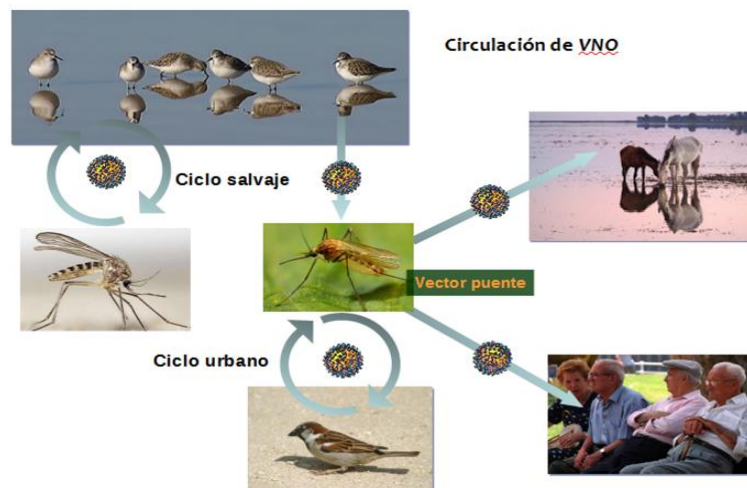 Circulación de VNO
Ciclo salvaje
Vector puente
Ciclo urbano